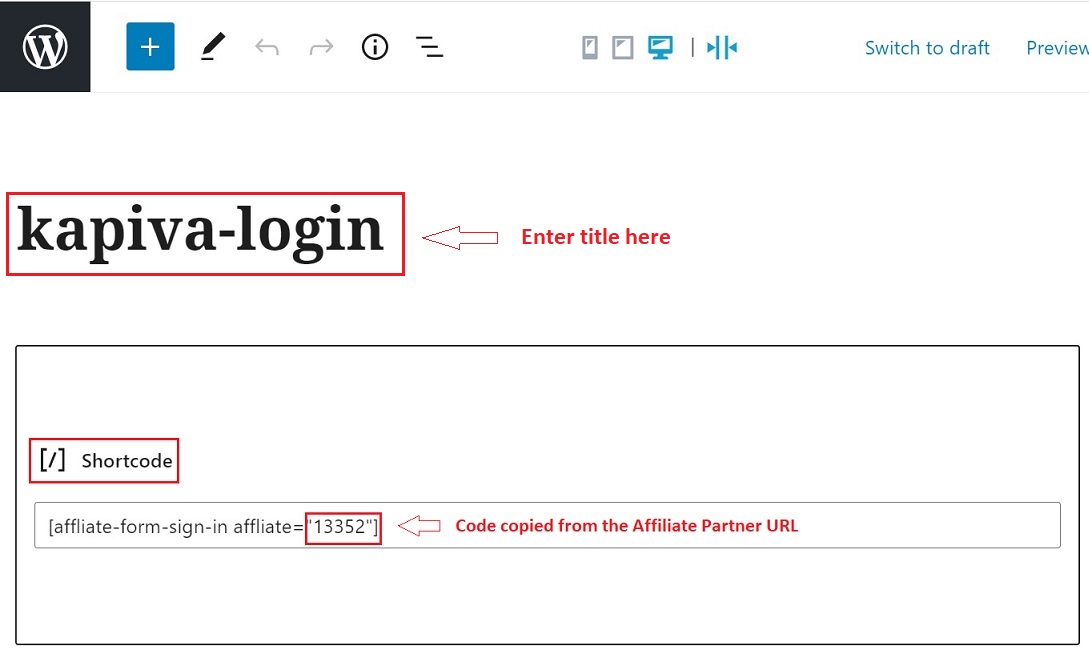 Switch to draft Preview
kapiva-login
Enter title here
[/] Shortcode
[affliate-form-sign-in affliate="13352"]
Code copied from the Affiliate Partner URL